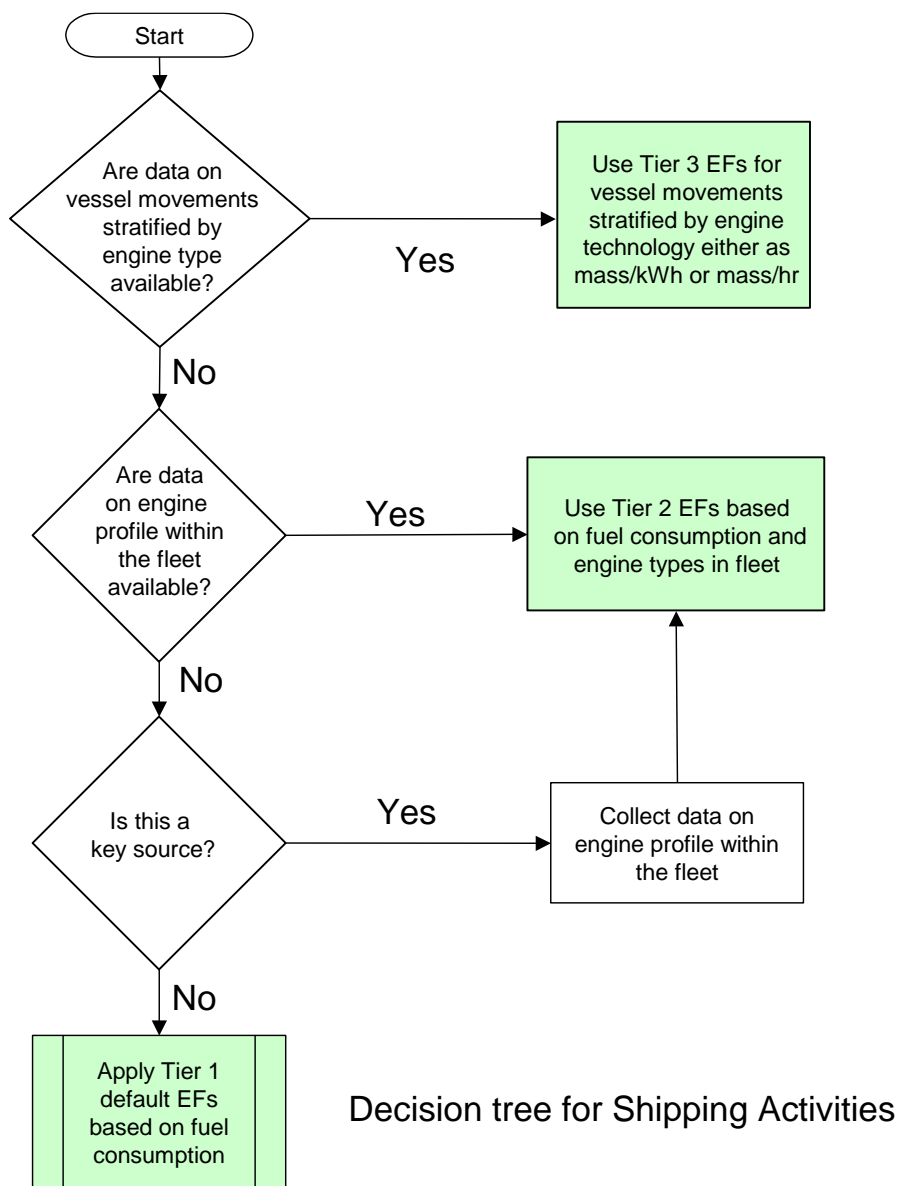 Start
Are data on
vessel movements
stratified by
engine type
available?
Yes
Use Tier 3 EFs for
vessel movements
stratified by engine
technology either as
mass/kWh or mass/hr
No
Are data
on engine
profile within
the fleet
available?
Yes
Use Tier 2 EFs based
on fuel consumption and
engine types in fleet
No
Is this a
key source?
Yes
Collect data on
engine profile within
the fleet
No
Apply Tier 1
default EFs
based on fuel
consumption
Decision tree for Shipping Activities